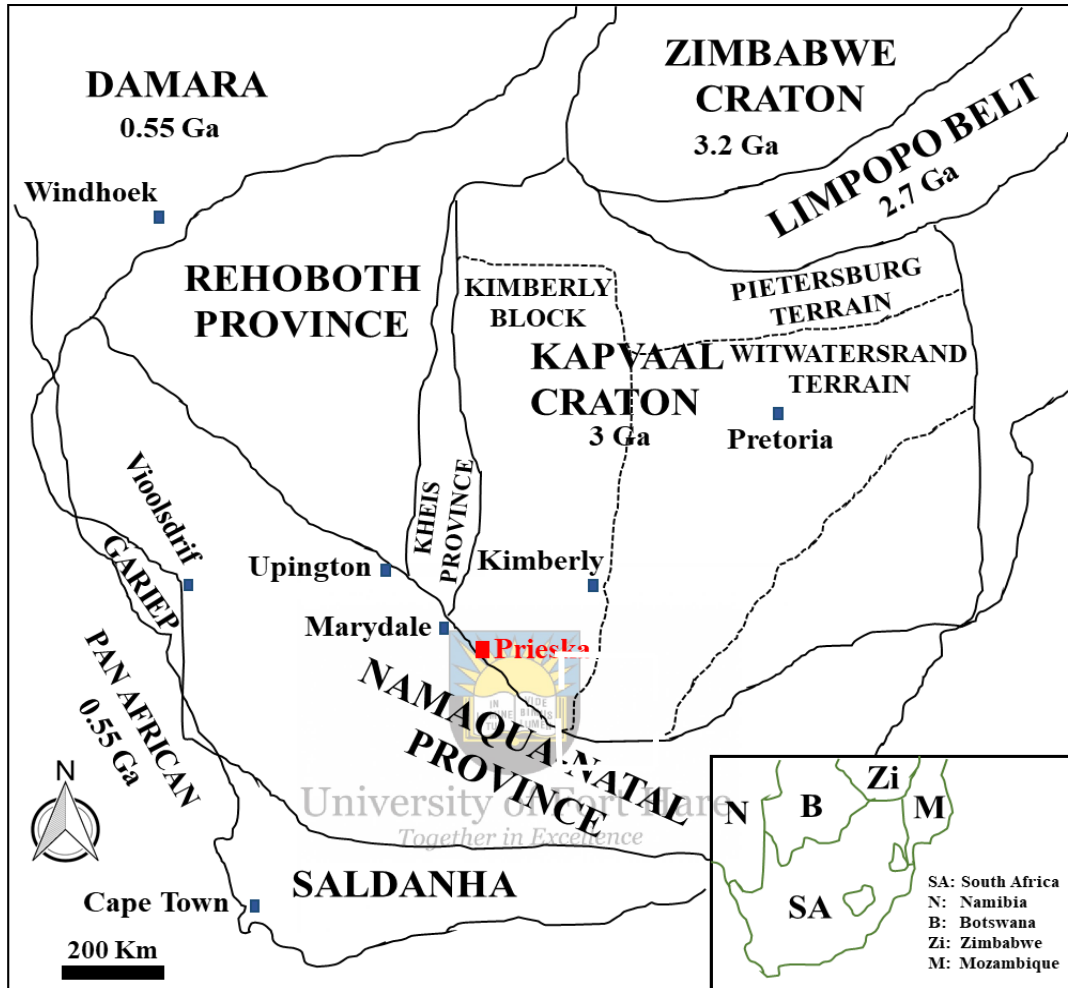 DAMARA
0.55 Ga
Windhoek
ZIMBABWE
CRATON
3.2 Ga
LIMPOPO BELT
2.7 Ga
REHOBOTH
PROVINCE
KIMBERLY
BLOCK
PIETERSBURG
TERRAIN
KAPVAAL
CRATON
3 Ga
WITWATERSRAND
TERRAIN
Pretoria
KHEIS
PROVINCE
Vioolsdrif
GARIEP
Upington
Kimberly
Marydale
Prieska
PAN AFRICAN
0.55 Ga
NAMAQUA-NATAL
PROVINCE
University of Fort Hare
Together in Excellence
N
SALDANHA
Cape Town
200 Km
Zi
N
B
M
SA
SA: South Africa
N: Namibia
B: Botswana
Zi: Zimbabwe
M: Mozambique